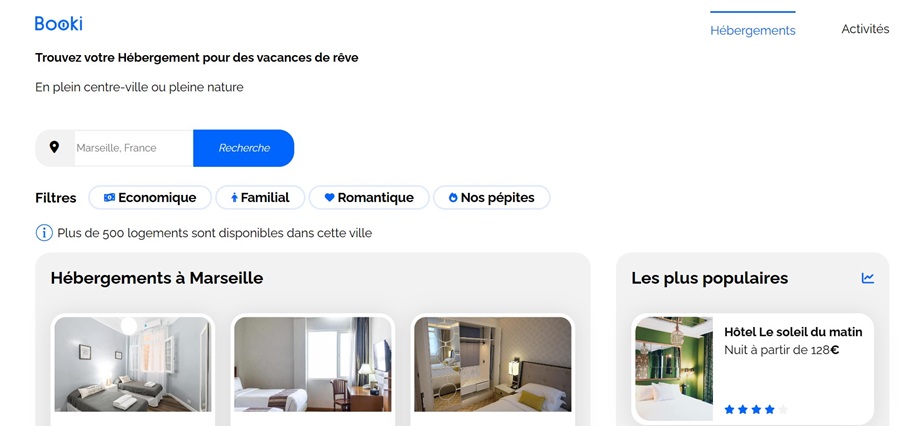 Booki
Hébergements
Activités
Trouvez votre Hébergement pour des vacances de rêve
En plein centre-ville ou pleine nature
Marseille, France
Recherche
Filtres
Economique
Familial
Romantique
Nos pépites
Plus de 500 logements sont disponibles dans cette ville
Hébergements à Marseille
Les plus populaires
Hôtel Le soleil du matin
Nuit à partir de 128€